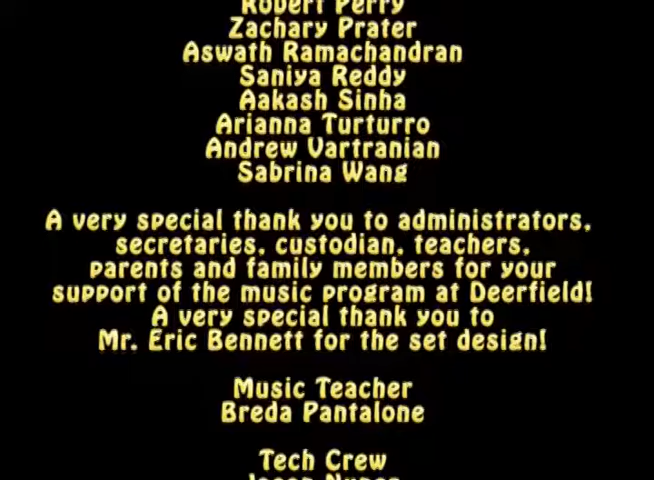 Robert Perry
Zachary Prater
Aswath Ramachandran
Saniya Reddy
Aakash Sinha
Arianna Turturro
Andrew Vartranian
Sabrina Wang
A very special thank you to administrators,
secretaries, custodian, teachers,
parents and family members for your
support of the music program at Deerfield!
A very special thank you to
Mr. Eric Bennett for the set design!
Music Teacher
Breda Pantalone
Tech Crew